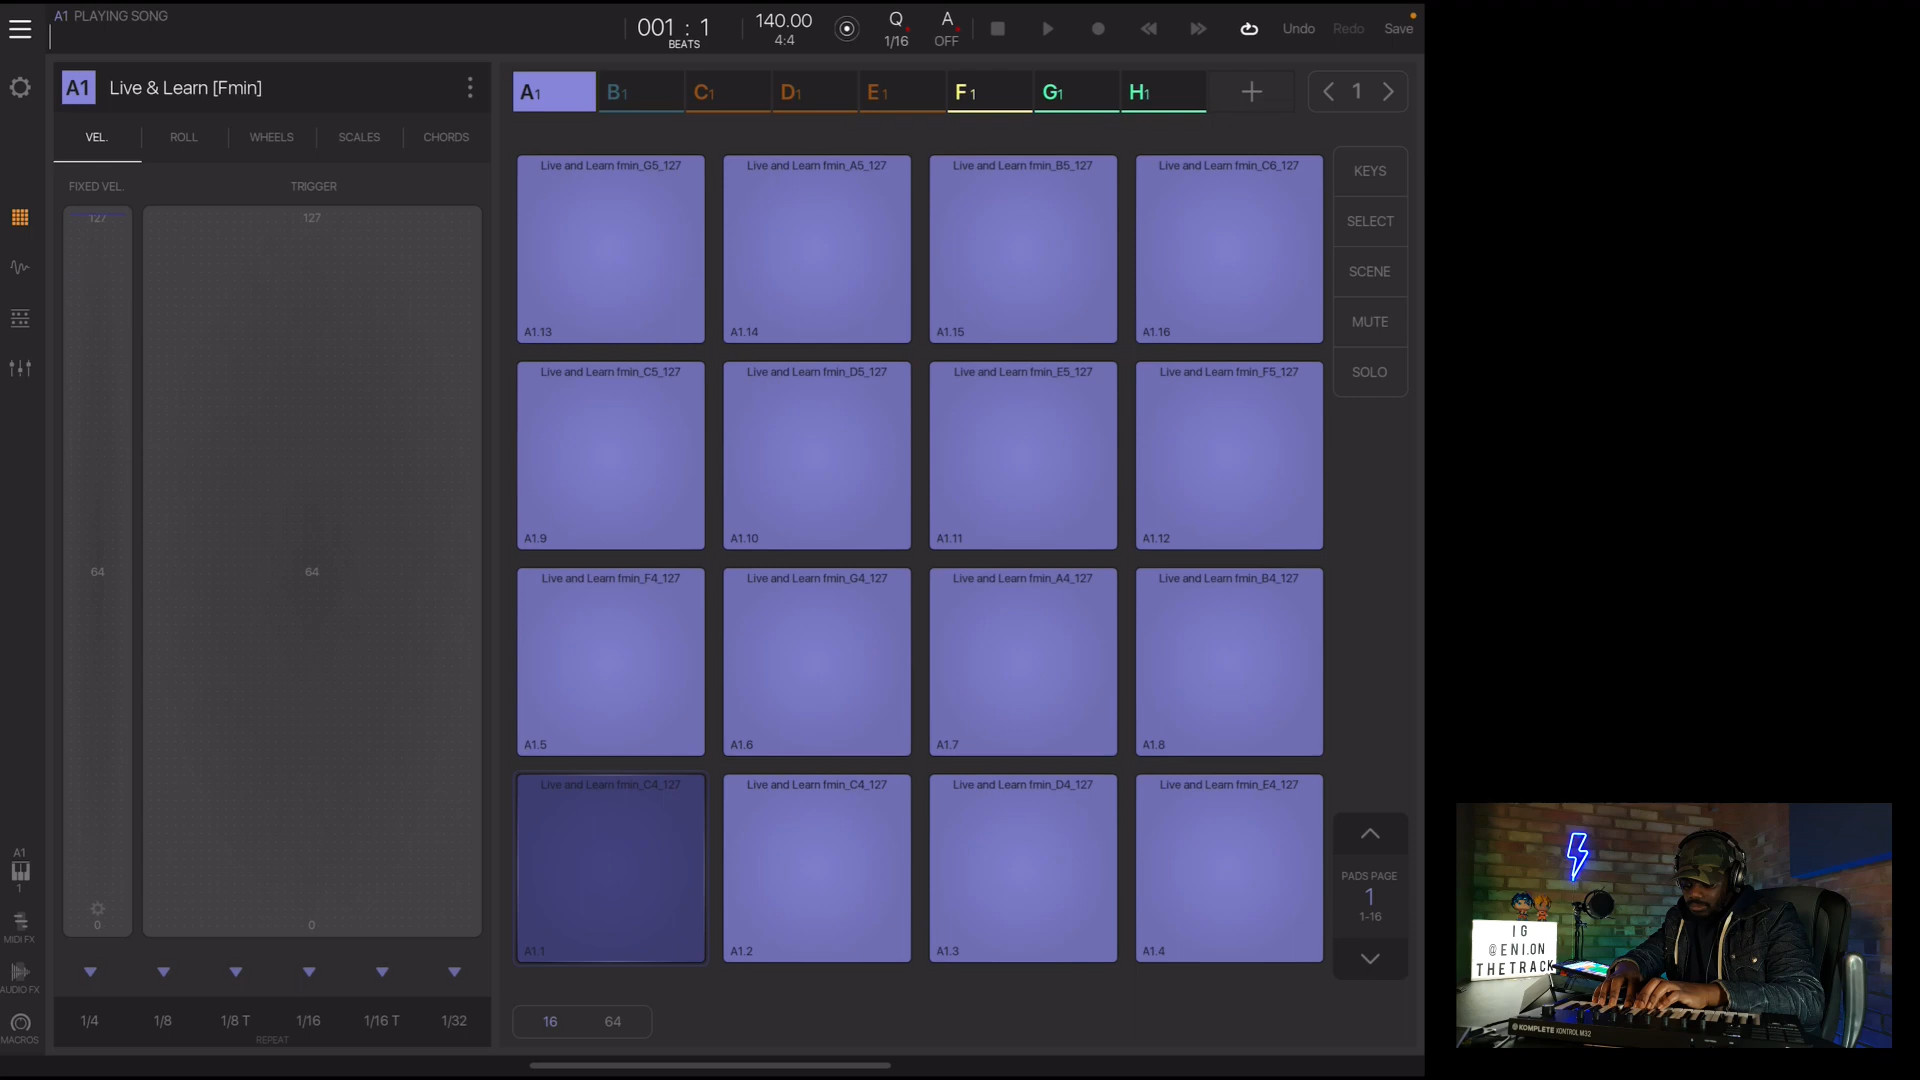 A1 PLAYING SONG
001 : 1
BEATS
140.00
4:4
Q
1/16
A
OFF
Undo
Redo
Save
A1
Live & Learn [Fmin]
A1
B1
C1
D1
E1
F1
G1
H1
1
VEL.
ROLL
WHEELS
SCALES
CHORDS
FIXED VEL.
TRIGGER
127
127
64
64
0
0
Live and Learn fmin_G5_127
A1.13
Live and Learn fmin_A5_127
A1.14
Live and Learn fmin_B5_127
A1.15
Live and Learn fmin_C6_127
A1.16
Live and Learn fmin_C5_127
A1.9
Live and Learn fmin_D5_127
A1.10
Live and Learn fmin_E5_127
A1.11
Live and Learn fmin_F5_127
A1.12
Live and Learn fmin_F4_127
A1.5
Live and Learn fmin_G4_127
A1.6
Live and Learn fmin_A4_127
A1.7
Live and Learn fmin_B4_127
A1.8
Live and Learn fmin_C4_127
A1.1
Live and Learn fmin_C4_127
A1.2
Live and Learn fmin_D4_127
A1.3
Live and Learn fmin_E4_127
A1.4
KEYS
SELECT
SCENE
MUTE
SOLO
PADS PAGE
1
1-16
A1
1
MIDI FX
AUDIO FX
MACROS
1/4
1/8
1/8 T
1/16
1/16 T
1/32
REPEAT
16
64
IG
@ENI.ON
THETRACK
KOMPLETE KONTROL M32